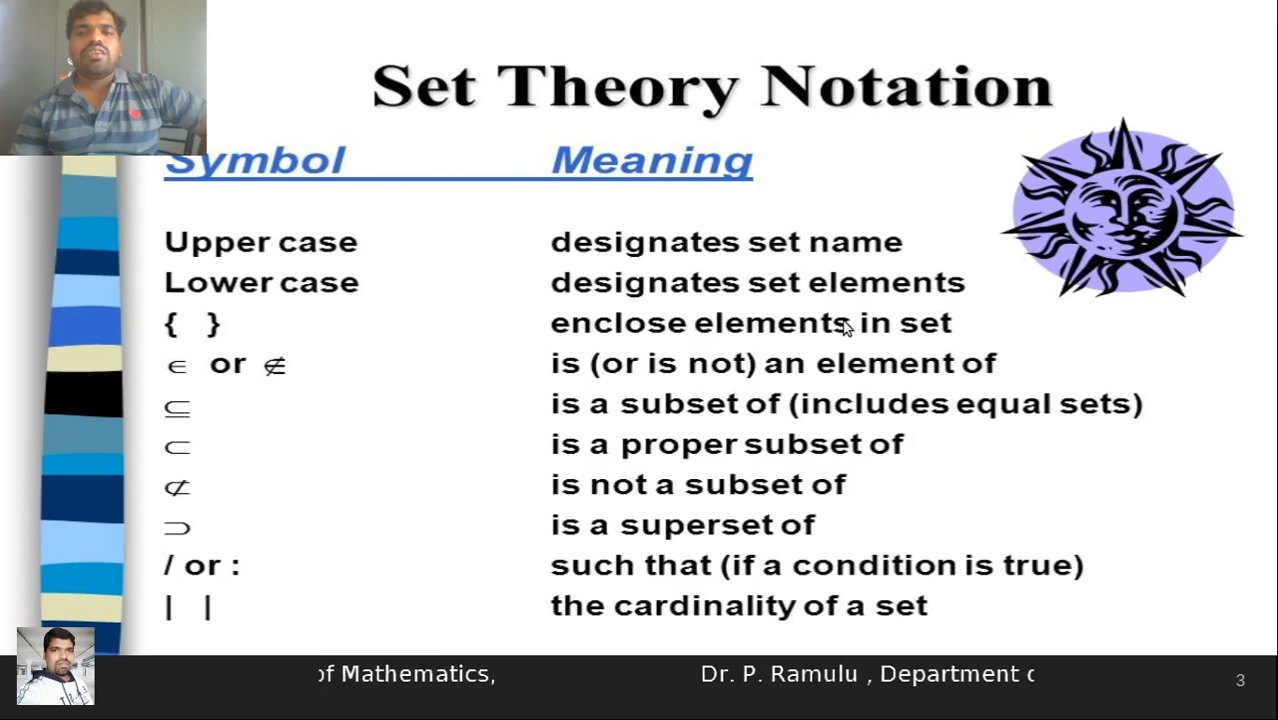 Set Theory Notation
Symbol Meaning
Upper case designates set name
Lower case designates set elements
{ } enclose elements in set
∈ or ∉ is (or is not) an element of
⊆ is a subset of (includes equal sets)
⊂ is a proper subset of
⊄ is not a subset of
⊃ is a superset of
/ or : such that (if a condition is true)
| | the cardinality of a set
of Mathematics, Dr. P. Ramulu , Department
3